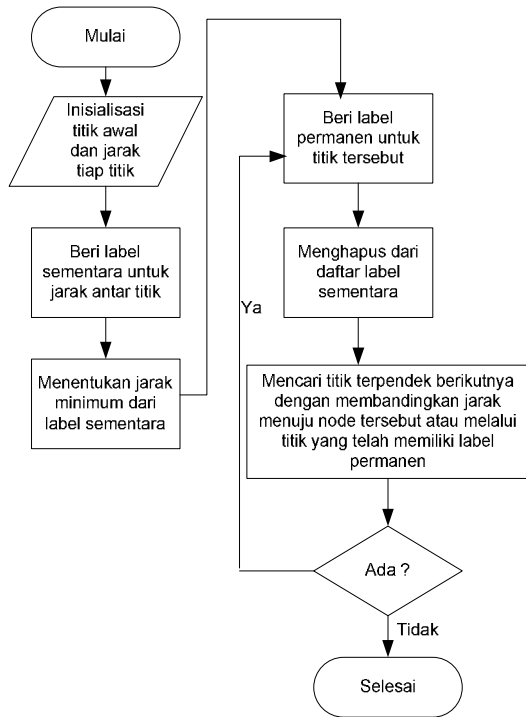 Mulai
Inisialisasi
titik awal
dan jarak
tiap titik
Beri label
sementara untuk
jarak antar titik
Menentukan jarak
minimum dari
label sementara
Beri label
permanen untuk
titik tersebut
Menghapus dari
daftar label
sementara
Ya
Mencari titik terpendek berikutnya
dengan membandingkan jarak
menuju node tersebut atau melalui
titik yang telah memiliki label
permanen
Ada ?
Tidak
Selesai